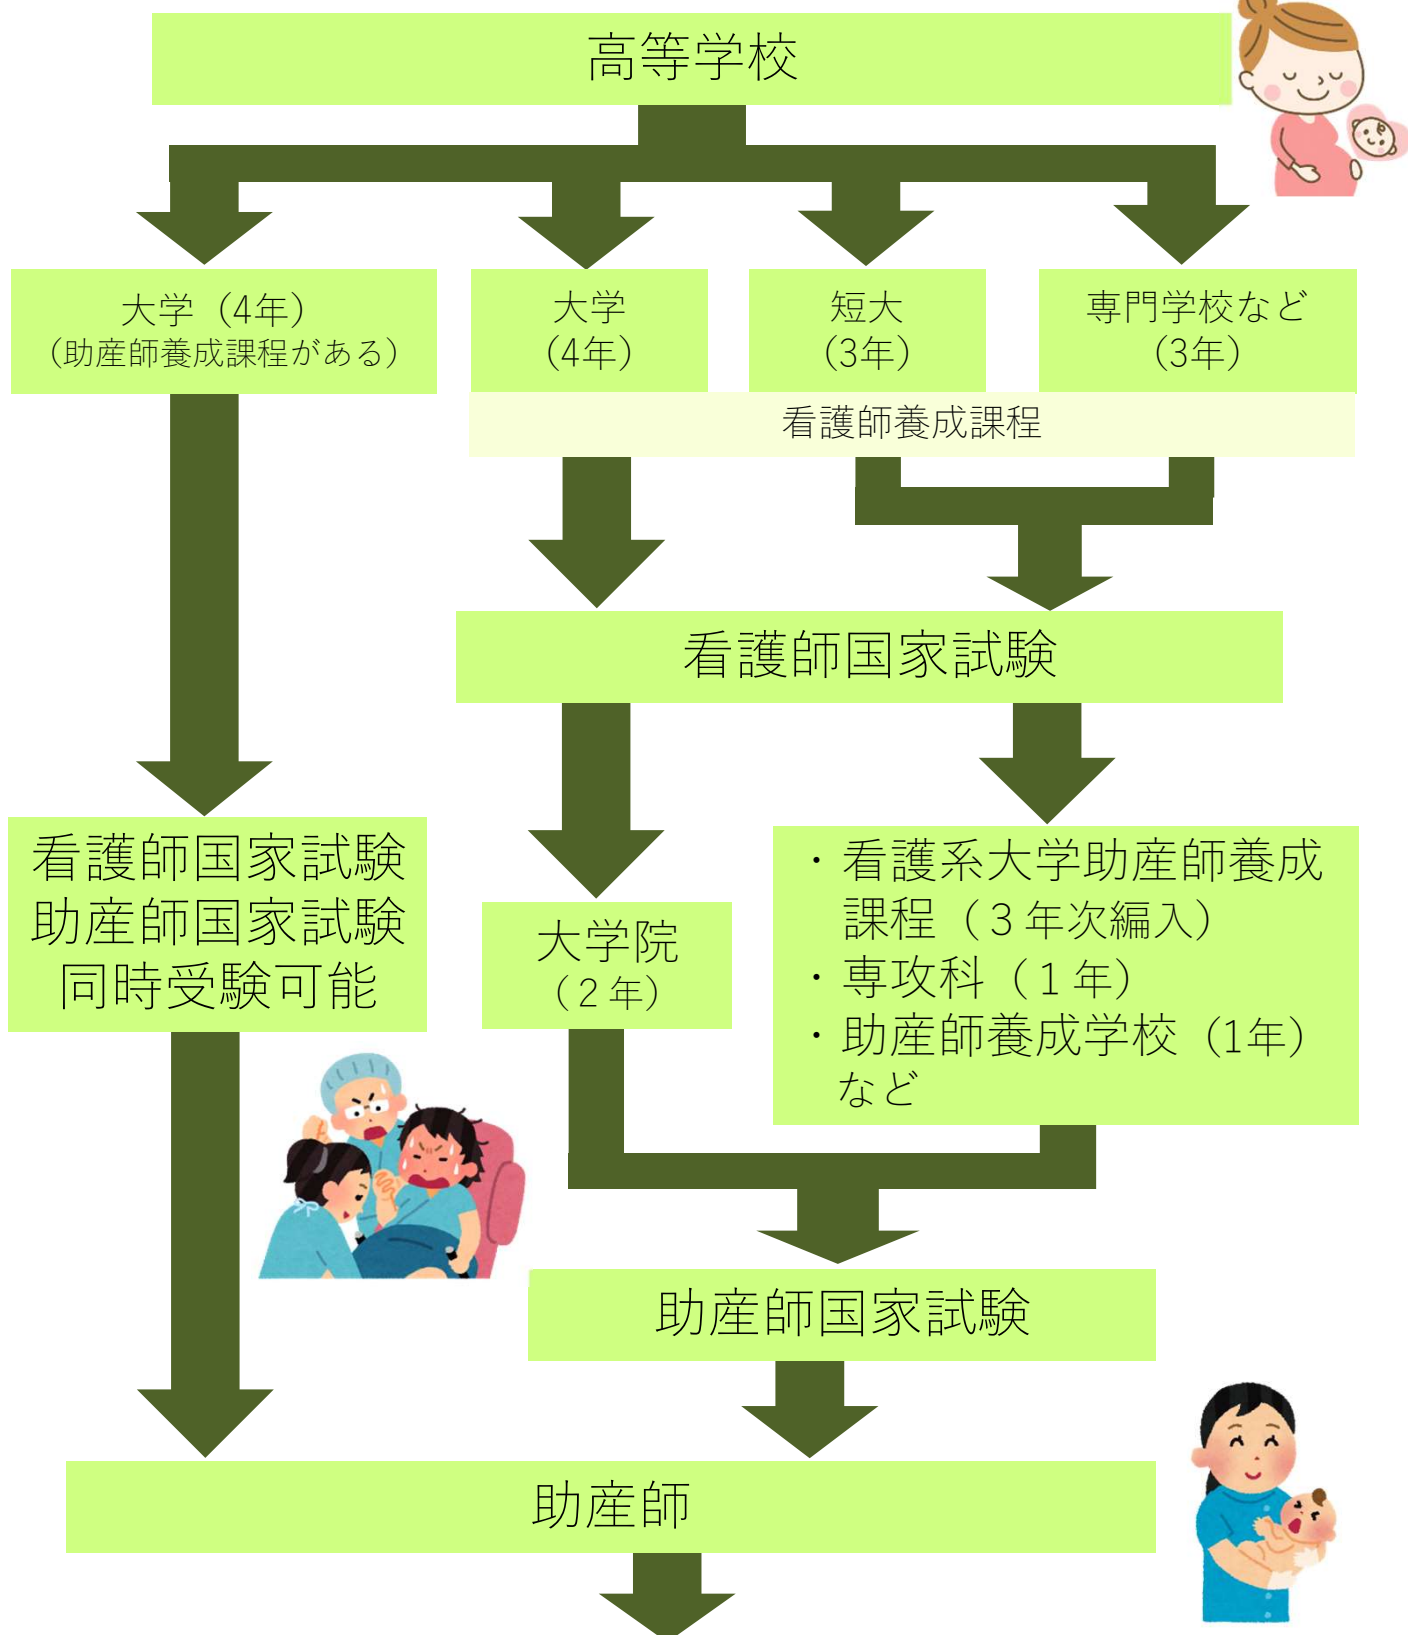 高等学校
大学（4年）
（助産師養成課程がある）
大学
（4年）
短大
（3年）
専門学校など
（3年）
看護師養成課程
看護師国家試験
看護師国家試験
助産師国家試験
同時受験可能
大学院
（２年）
・看護系大学助産師養成
課程（３年次編入）
・専攻科（１年）
・助産師養成学校（1年）
など
助産師国家試験
助産師